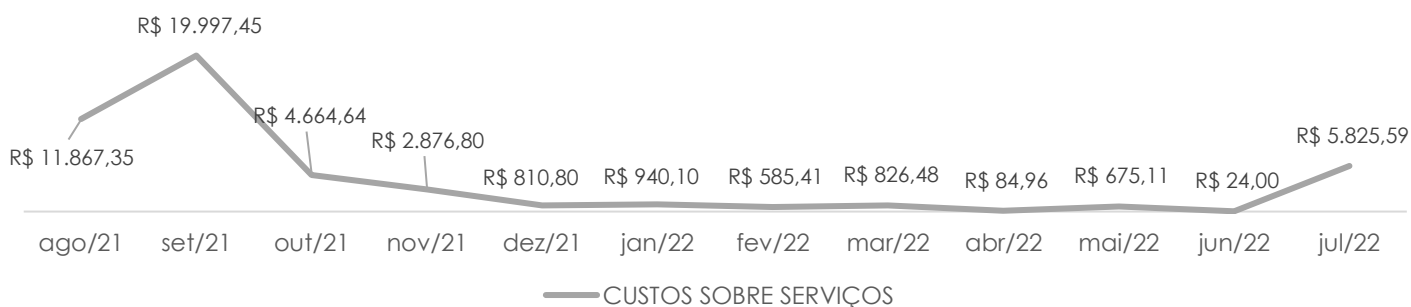 R$ 19.997,45
R$ 4.664,64
R$ 2.876,80
R$ 5.825,59
R$ 11.867,35
R$ 810,80 R$ 940,10 R$ 585,41 R$ 826,48 R$ 84,96 R$ 675,11 R$ 24,00
ago/21 set/21 out/21 nov/21 dez/21 jan/22 fev/22 mar/22 abr/22 mai/22 jun/22 jul/22
CUSTOS SOBRE SERVIÇOS